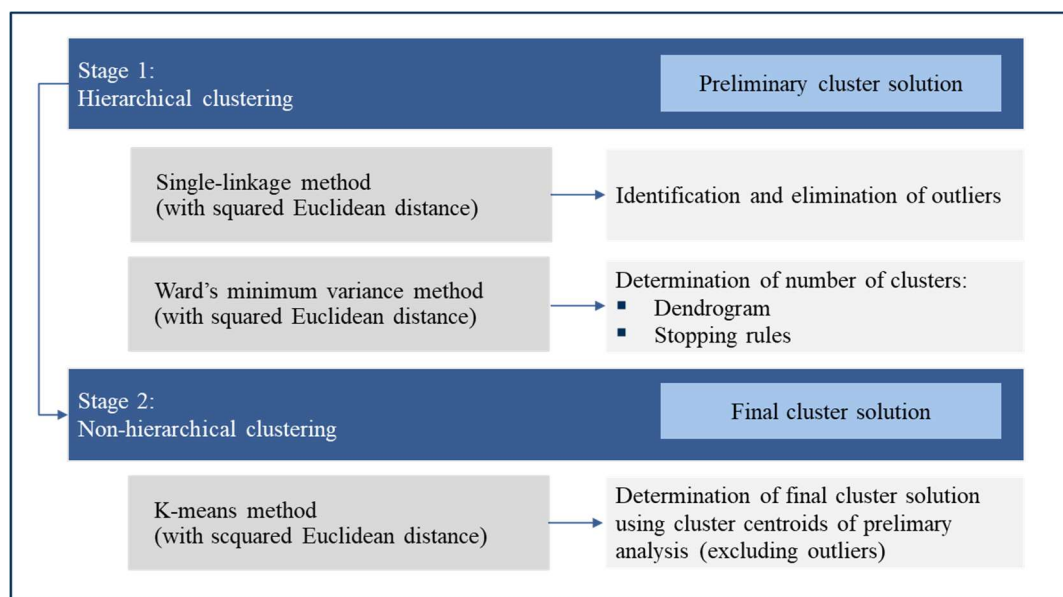 Stage 1:
Hierarchical clustering
Preliminary cluster solution
Single-linkage method
(with squared Euclidean distance)
Identification and elimination of outliers
Ward's minimum variance method
(with squared Euclidean distance)
Determination of number of clusters:
▪ Dendrogram
▪ Stopping rules
Stage 2:
Non-hierarchical clustering
Final cluster solution
K-means method
(with scquared Euclidean distance)
Determination of final cluster solution
using cluster centroids of prelimary
analysis (excluding outliers)